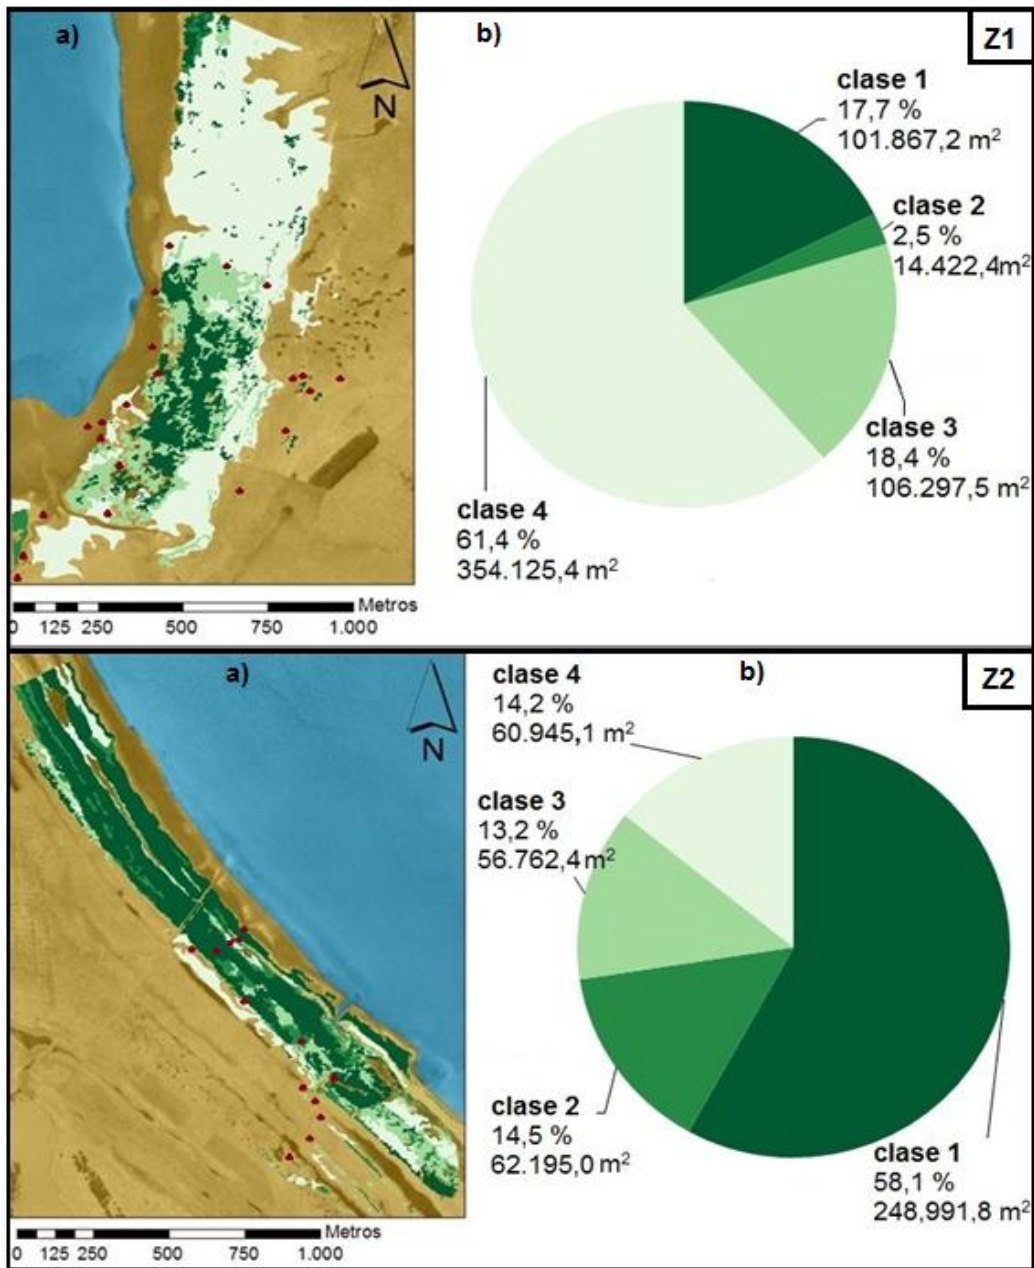 a)
b)
Z1
N
clase 1
17,7 %
101.867,2 m²
clase 2
2,5 %
14.422,4m²
clase 3
18,4 %
106.297,5 m²
clase 4
61,4 %
354.125,4 m²
Metros
0 125 250 500 750 1.000
a)
b)
Z2
N
clase 4
14,2 %
60.945,1 m²
clase 3
13,2 %
56.762,4m²
clase 2
14,5 %
62.195,0 m²
clase 1
58,1 %
248,991,8 m²
Metros
0 125 250 500 750 1.000